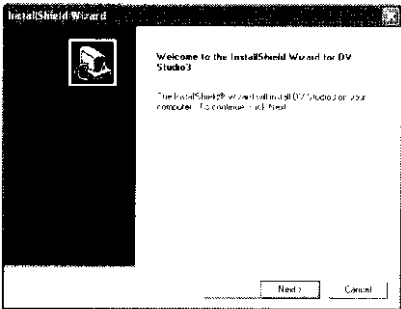 InstallShield Wizard
Welcome to the InstallShield Wizard for DV
Studio3
The InstallShield® wizard will install DV Studio3 on your
computer. To continue, click Next.
Next >
Cancel